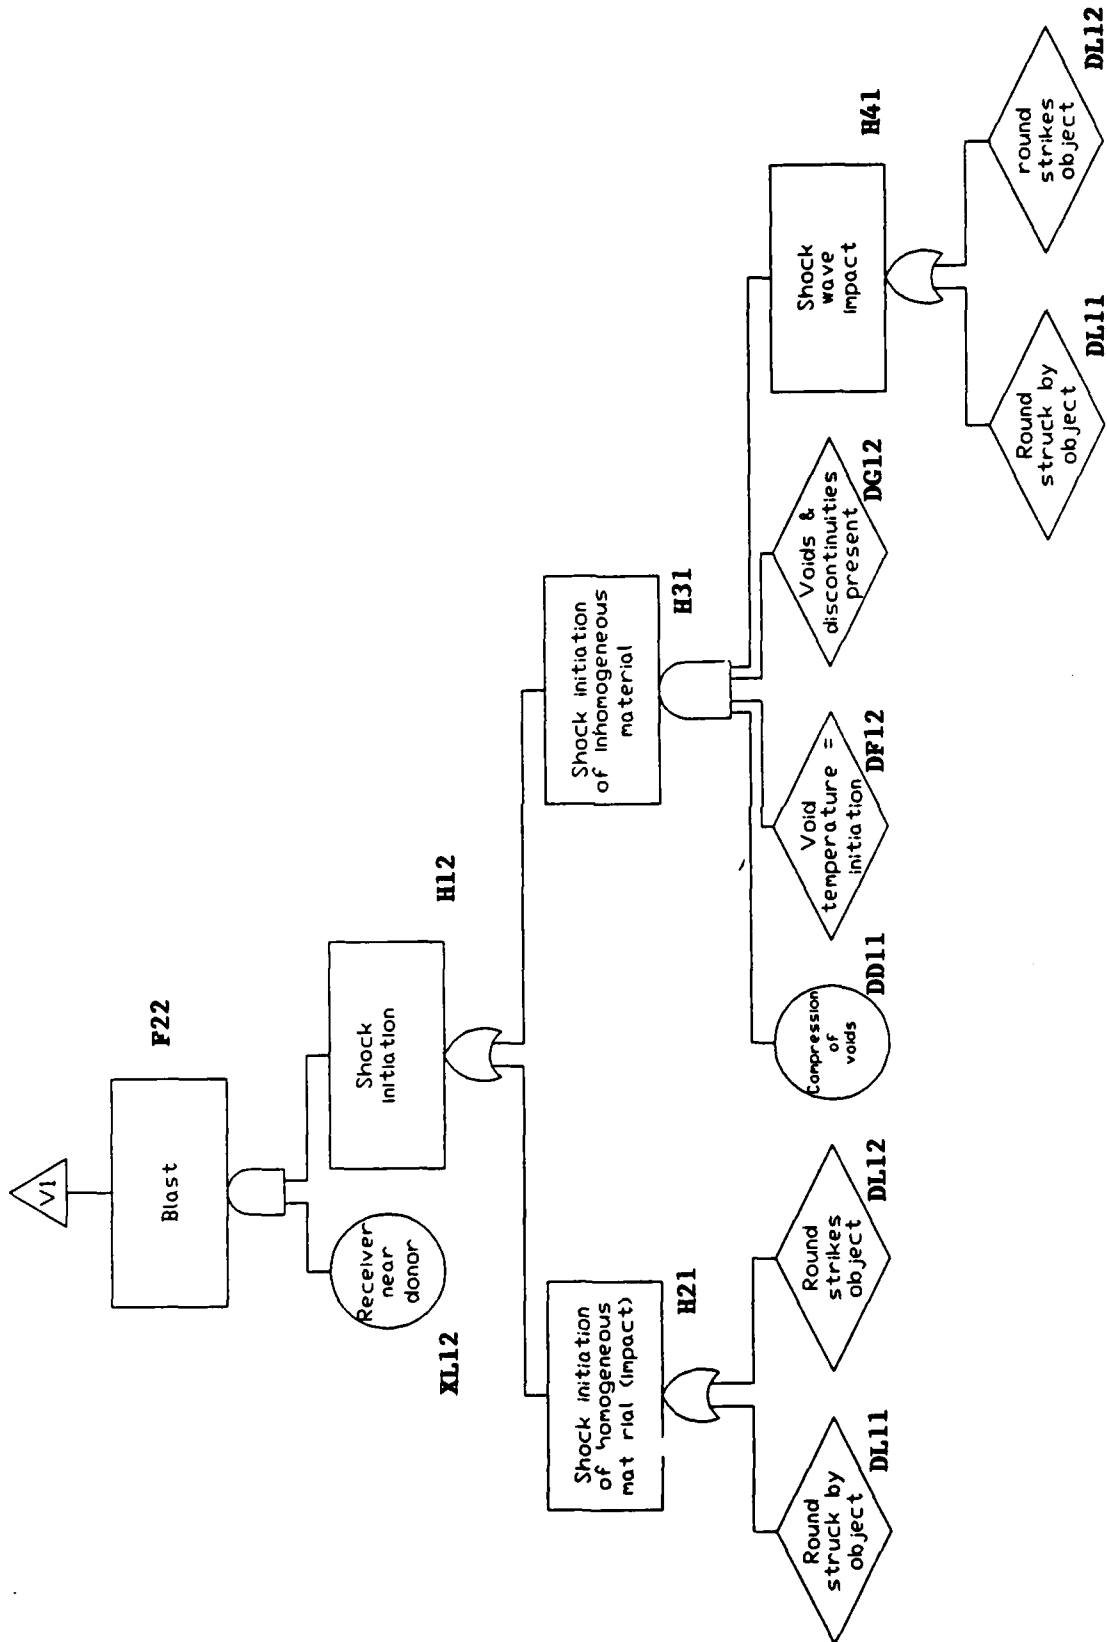 V1
Blast
F22
Receiver
near
donor
XL12
Shock
initiation
H12
Shock initiation
of homogeneous
mat rial (Impact)
H21
Shock initiation
of inhomogeneous
material
H31
Round
struck by
object
DL11
Round
strikes
object
DL12
Compression
of
voids
DD11
Void
temperature =
initiation
DF12
Voids &
discontinuities
present
DG12
Shock
wave
impact
H41
Round
struck by
object
DL11
round
strikes
object
DL12